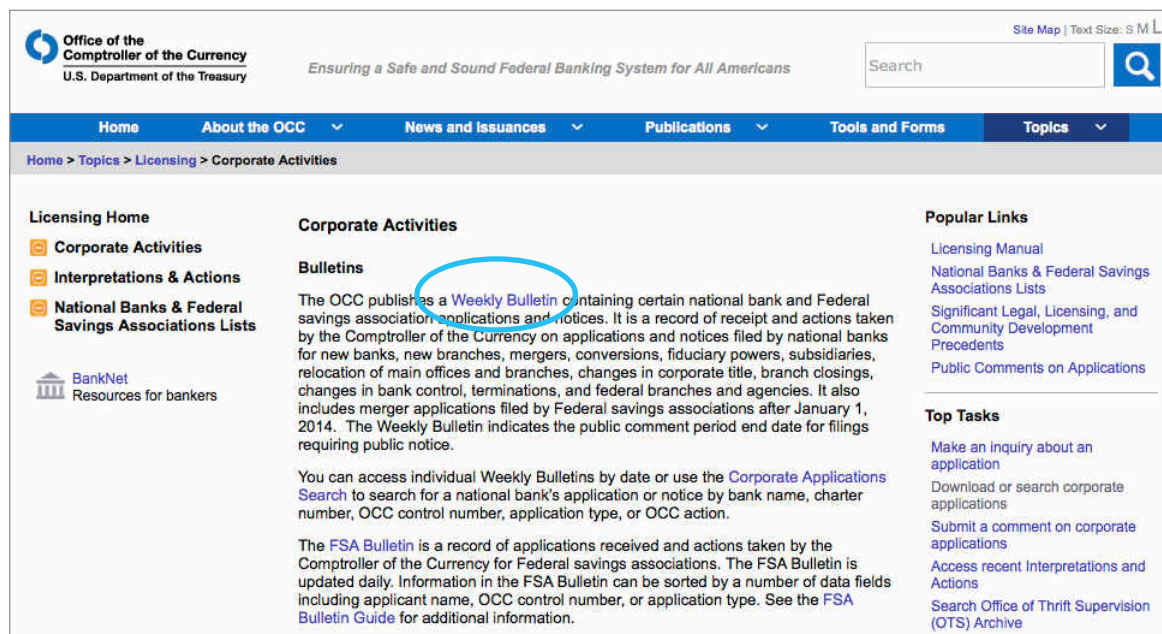 Site Map | Text Size: S M L
Office of the
Comptroller of the Currency
U.S. Department of the Treasury
Ensuring a Safe and Sound Federal Banking System for All Americans
Search
Home About the OCC News and Issuances Publications Tools and Forms Topics
Home > Topics > Licensing > Corporate Activities
Licensing Home
Corporate Activities
Interpretations & Actions
National Banks & Federal
Savings Associations Lists
BankNet
Resources for bankers
Corporate Activities
Bulletins
The OCC publishes a Weekly Bulletin containing certain national bank and Federal
savings association applications and notices. It is a record of receipt and actions taken
by the Comptroller of the Currency on applications and notices filed by national banks
for new banks, new branches, mergers, conversions, fiduciary powers, subsidiaries,
relocation of main offices and branches, changes in corporate title, branch closings,
changes in bank control, terminations, and federal branches and agencies. It also
includes merger applications filed by Federal savings associations after January 1,
2014. The Weekly Bulletin indicates the public comment period end date for filings
requiring public notice.
You can access individual Weekly Bulletins by date or use the Corporate Applications
Search to search for a national bank's application or notice by bank name, charter
number, OCC control number, application type, or OCC action.
The FSA Bulletin is a record of applications received and actions taken by the
Comptroller of the Currency for Federal savings associations. The FSA Bulletin is
updated daily. Information in the FSA Bulletin can be sorted by a number of data fields
including applicant name, OCC control number, or application type. See the FSA
Bulletin Guide for additional information.
Popular Links
Licensing Manual
National Banks & Federal Savings
Associations Lists
Significant Legal, Licensing, and
Community Development
Precedents
Public Comments on Applications
Top Tasks
Make an inquiry about an
application
Download or search corporate
applications
Submit a comment on corporate
applications
Access recent Interpretations and
Actions
Search Office of Thrift Supervision
(OTS) Archive